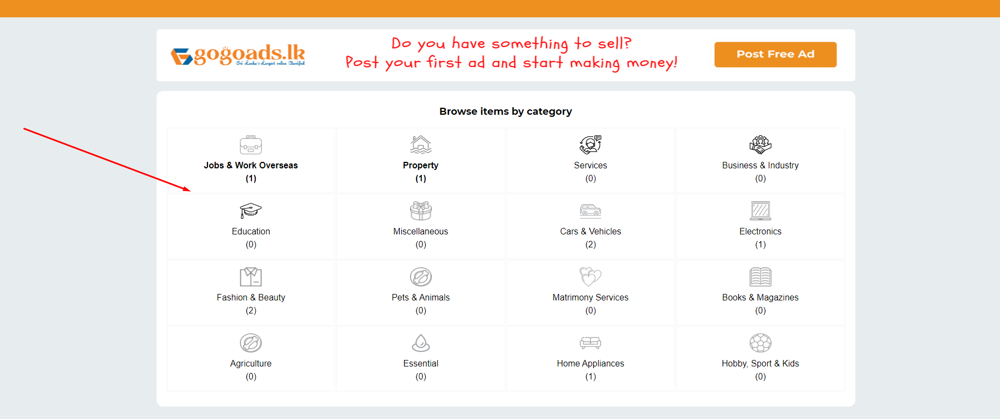 gogoads.lk
Sri Lanka's Largest online Classified
Do you have something to sell?
Post your first ad and start making money!
Post Free Ad
Browse items by category
Jobs & Work Overseas
(1)
Property
(1)
Services
(0)
Business & Industry
(0)
Education
(0)
Miscellaneous
(0)
Cars & Vehicles
(2)
Electronics
(1)
Fashion & Beauty
(2)
Pets & Animals
(0)
Matrimony Services
(0)
Books & Magazines
(0)
Agriculture
(0)
Essential
(0)
Home Appliances
(1)
Hobby, Sport & Kids
(0)